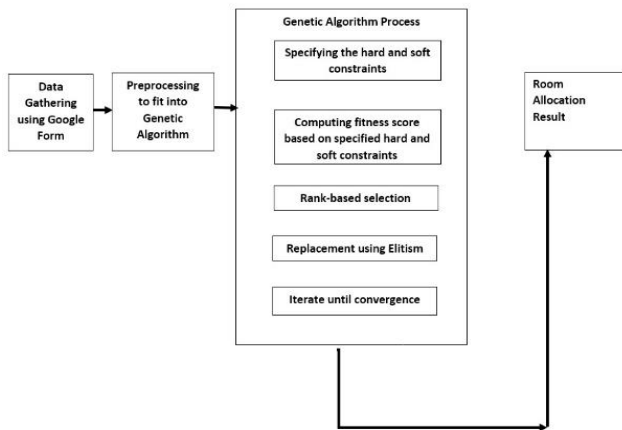 Data
Gathering
using Google
Form
Preprocessing
to fit into
Genetic
Algorithm
Genetic Algorithm Process
Specifying the hard and soft
constraints
Computing fitness score
based on specified hard and
soft constraints
Rank-based selection
Replacement using Elitism
Iterate until convergence
Room
Allocation
Result